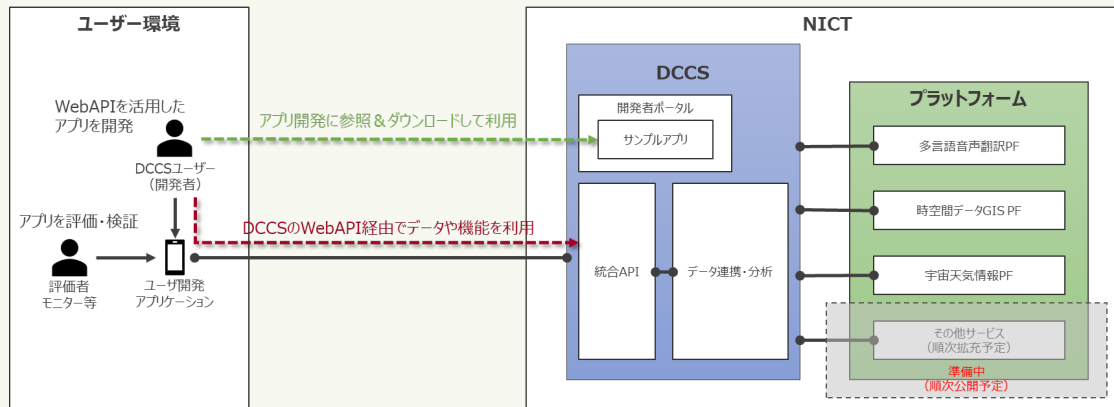 ユーザー環境
WebAPIを活用した
アプリを開発
DCCSユーザー
(開発者)
アプリを評価・検証
評価者
モニター等
ユーザ開発
アプリケーション
アプリ開発に参照&ダウンロードして利用
DCCSのWebAPI経由でデータや機能を利用
NICT
DCCS
開発者ポータル
サンプルアプリ
統合API
データ連携・分析
プラットフォーム
多言語音声翻訳PF
時空間データGIS PF
宇宙天気情報PF
その他サービス
(順次拡充予定)
準備中
(順次公開予定)